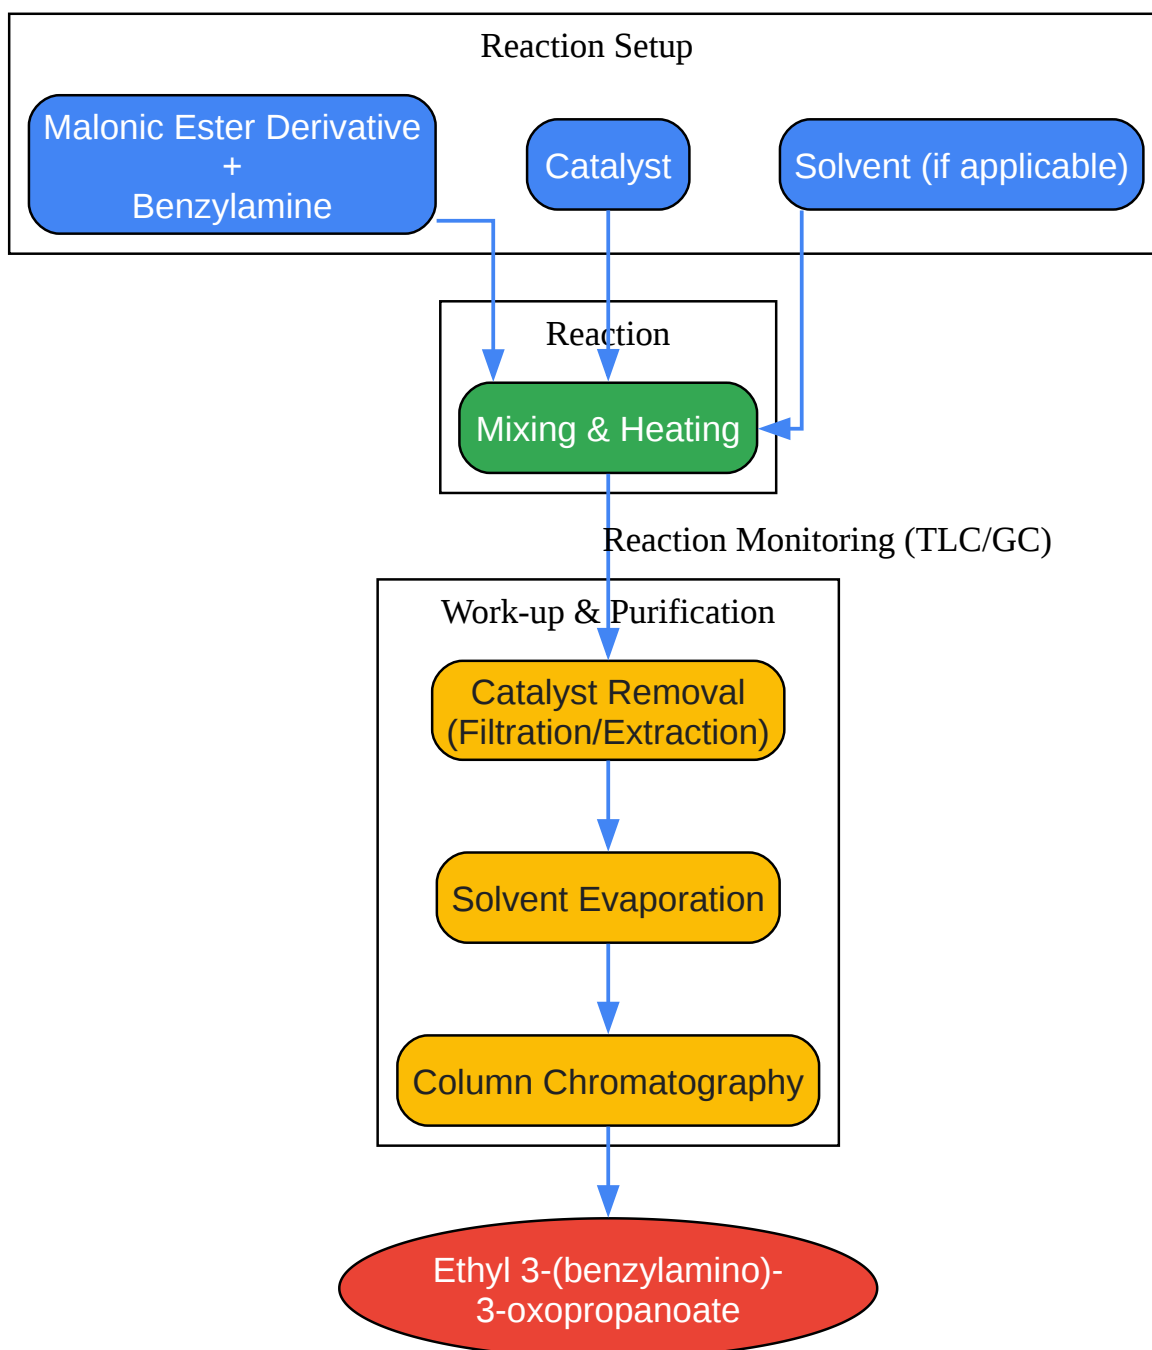 Reaction Setup
Malonic Ester Derivative
+
Benzylamine
Catalyst
Solvent (if applicable)
Reaction
Mixing & Heating
Reaction Monitoring (TLC/GC)
Work-up & Purification
Catalyst Removal
(Filtration/Extraction)
Solvent Evaporation
Column Chromatography
Ethyl 3-(benzylamino)-
3-oxopropanoate